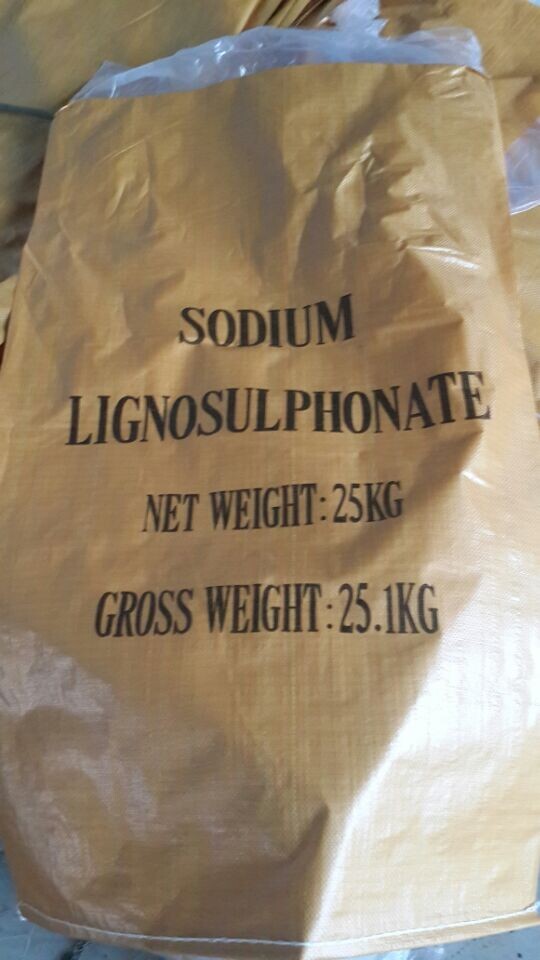 SODIUM
LIGNOSULPHONATE
NET WEIGHT:25KG
GROSS WEIGHT:25.1KG